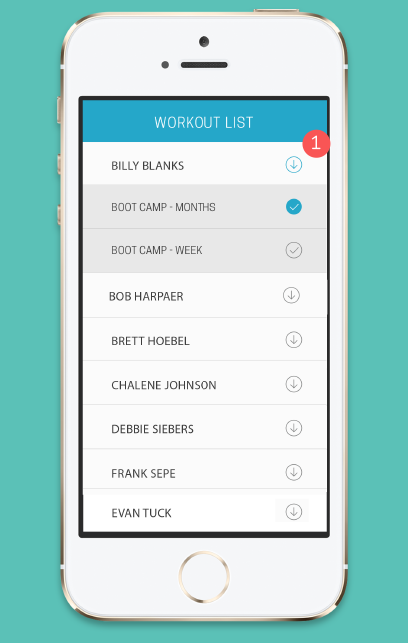 WORKOUT LIST
1
BILLY BLANKS
BOOT CAMP - MONTHS
BOOT CAMP - WEEK
BOB HARPAER
BRETT HOEBEL
CHALENE JOHNSON
DEBBIE SIEBERS
FRANK SEPE
EVAN TUCK